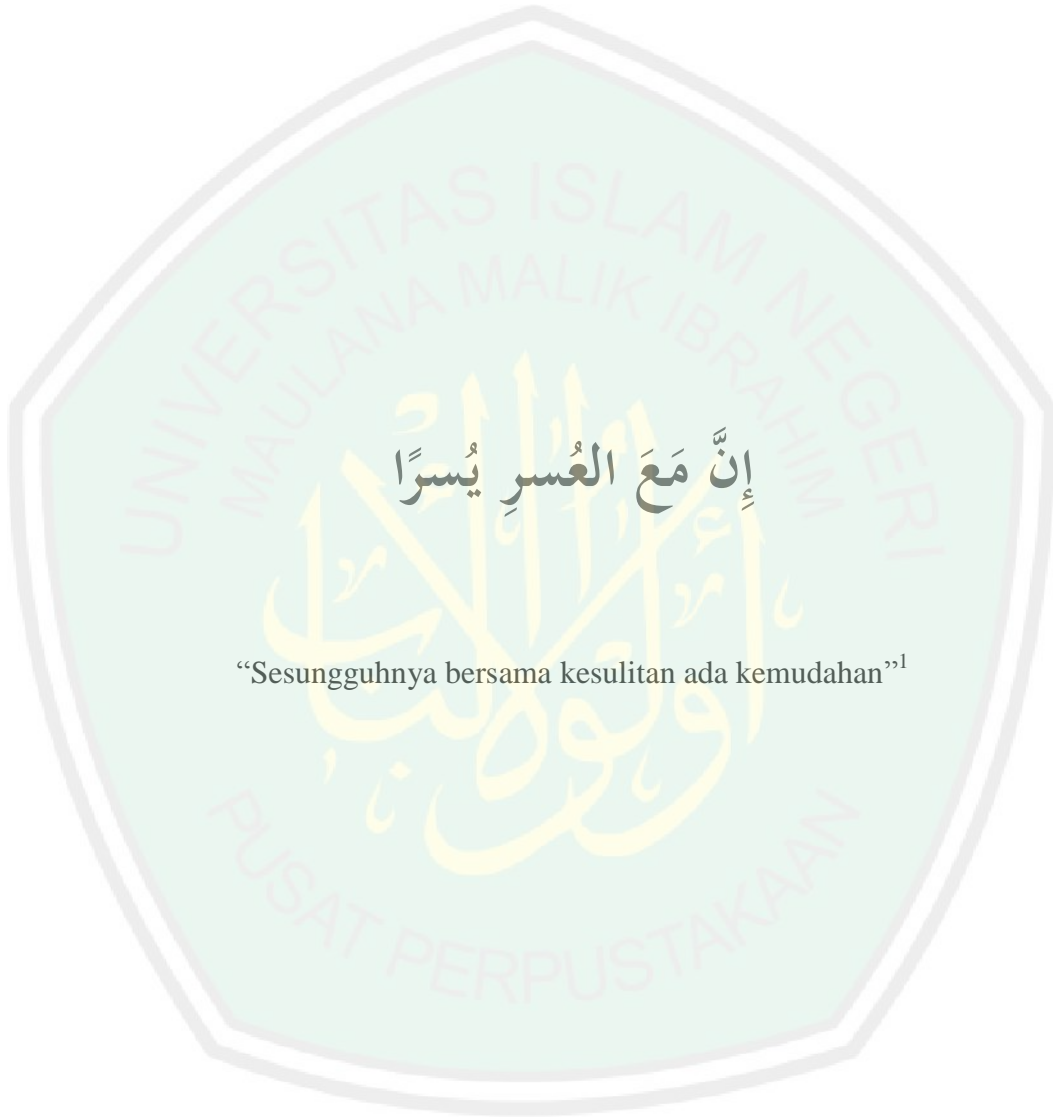 UNIVERSITAS ISLAM NEGERI
MAULANA MALIK IBRAHIM
إِنَّ مَعَ العُسرِ يُسرًا
“Sesungguhnya bersama kesulitan ada kemudahan”1
PUSAT PERPUSTAKAAN